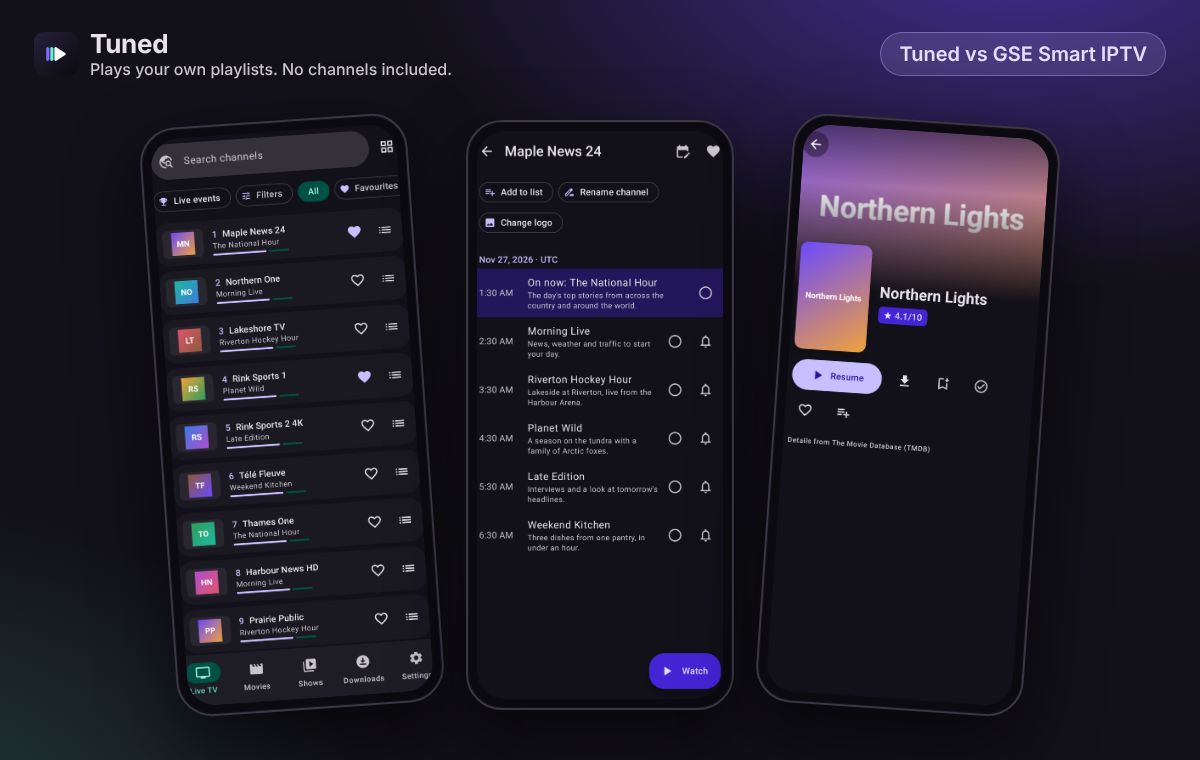 Tuned
Plays your own playlists. No channels included.
Tuned vs GSE Smart IPTV
Search channels
Live events
Filters
All
Favourites
MN
1 Maple News 24
The National Hour
NO
2 Northern One
Morning Live
LT
3 Lakeshore TV
Riverton Hockey Hour
RS
4 Rink Sports 1
Planet Wild
RS
5 Rink Sports 2 4K
Late Edition
TF
6 Télé Fleuve
Weekend Kitchen
TO
7 Thames One
The National Hour
HN
8 Harbour News HD
Morning Live
PP
9 Prairie Public
Riverton Hockey Hour
Live TV
Movies
Shows
Downloads
Settings
Maple News 24
Add to list
Rename channel
Change logo
Nov 27, 2026 · UTC
1:30 AM
On now: The National Hour
The day's top stories from across the
country and around the world.
2:30 AM
Morning Live
News, weather and traffic to start
your day.
3:30 AM
Riverton Hockey Hour
Lakeside at Riverton, live from the
Harbour Arena.
4:30 AM
Planet Wild
A season on the tundra with a
family of Arctic foxes.
5:30 AM
Late Edition
Interviews and a look at tomorrow's
headlines.
6:30 AM
Weekend Kitchen
Three dishes from one pantry, in
under an hour.
Watch
Northern Lights
Northern Lights
Northern Lights
★ 4.1/10
Resume
Details from The Movie Database (TMDB)